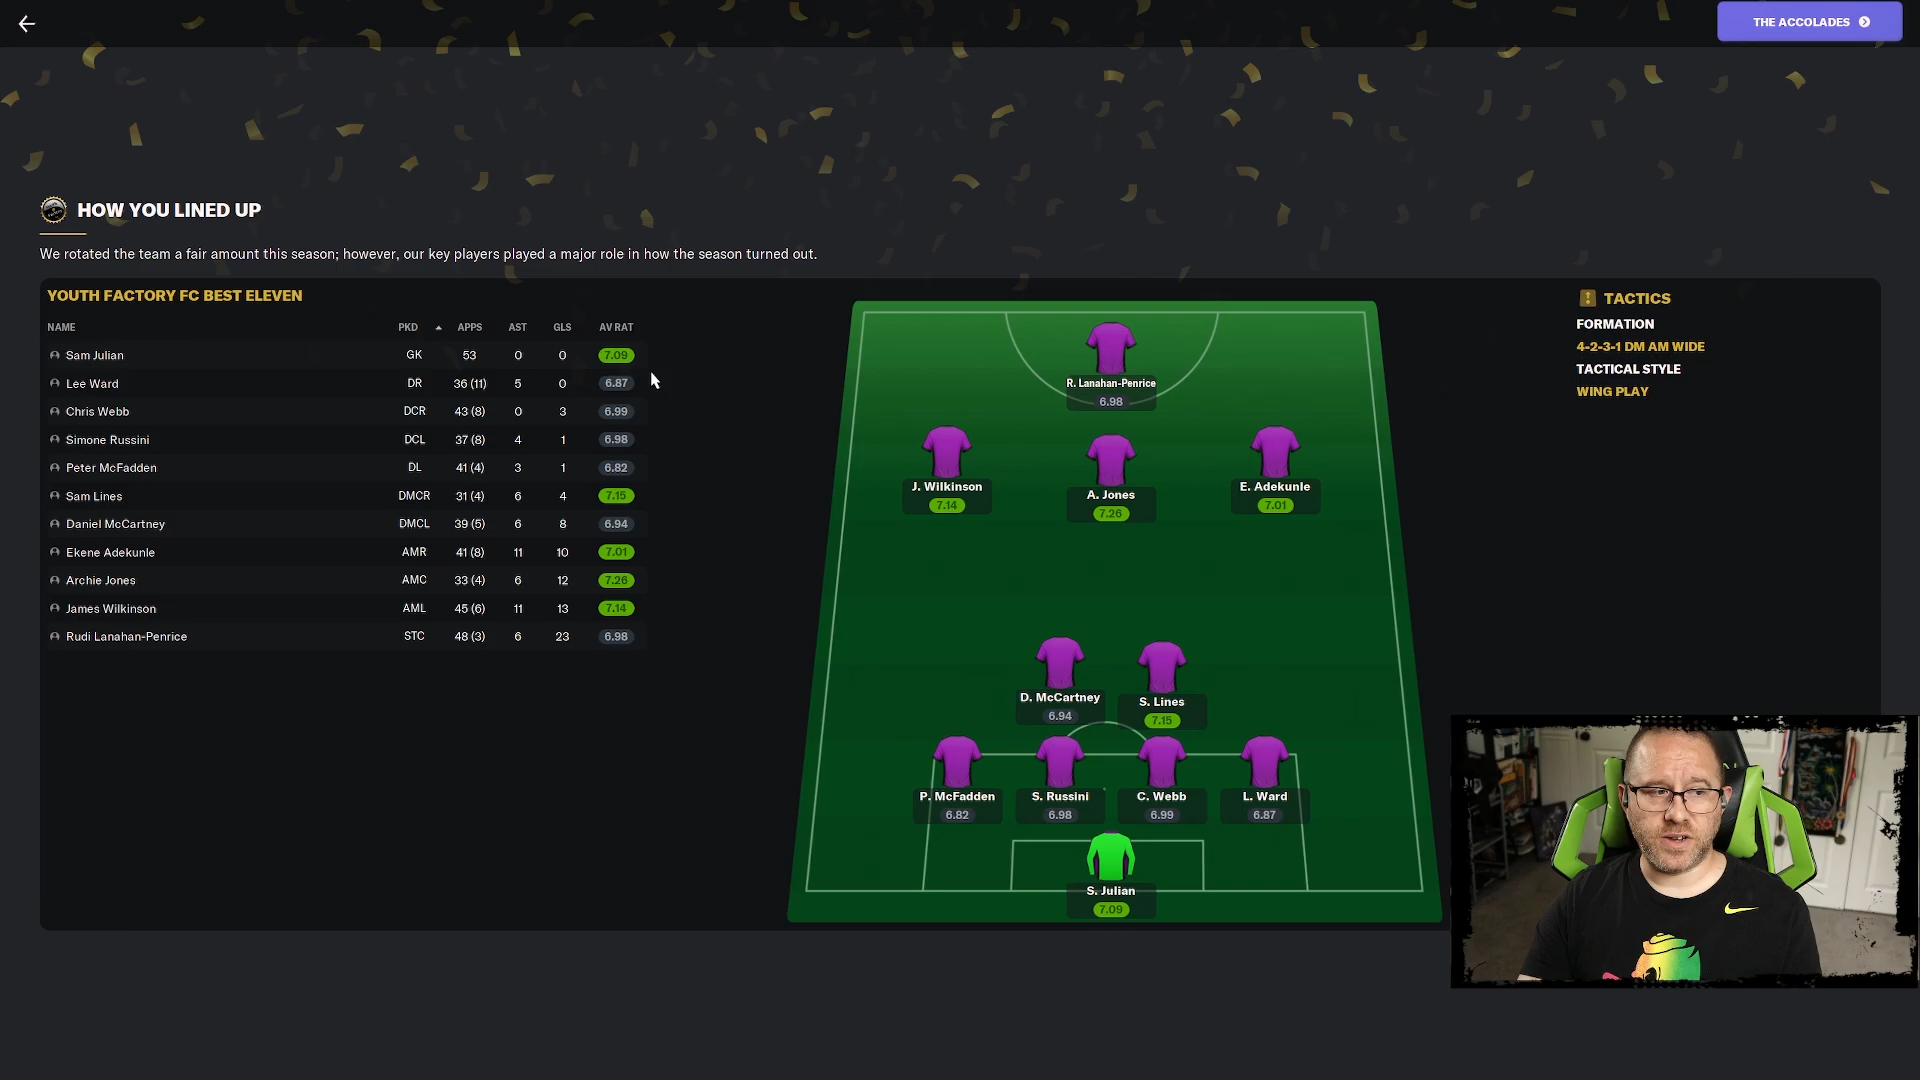 THE ACCOLADES
HOW YOU LINED UP
We rotated the team a fair amount this season; however, our key players played a major role in how the season turned out.
YOUTH FACTORY FC BEST ELEVEN
NAME PKD APPS AST GLS AV RAT
Sam Julian GK 53 0 0 7.09
Lee Ward DR 36 (11) 5 0 6.87
Chris Webb DCR 43 (8) 0 3 6.99
Simone Russini DCL 37 (8) 4 1 6.98
Peter McFadden DL 41 (4) 3 1 6.82
Sam Lines DMCR 31 (4) 6 4 7.15
Daniel McCartney DMCL 39 (5) 6 8 6.94
Ekene Adekunle AMR 41 (8) 11 10 7.01
Archie Jones AMC 33 (4) 6 12 7.26
James Wilkinson AML 45 (6) 11 13 7.14
Rudi Lanahan-Penrice STC 48 (3) 6 23 6.98
R. Lanahan-Penrice
6.98
J. Wilkinson
7.14
A. Jones
7.26
E. Adekunle
7.01
D. McCartney
6.94
S. Lines
7.15
P. McFadden
6.82
S. Russini
6.98
C. Webb
6.99
L. Ward
6.87
S. Julian
7.09
TACTICS
FORMATION
4-2-3-1 DM AM WIDE
TACTICAL STYLE
WING PLAY